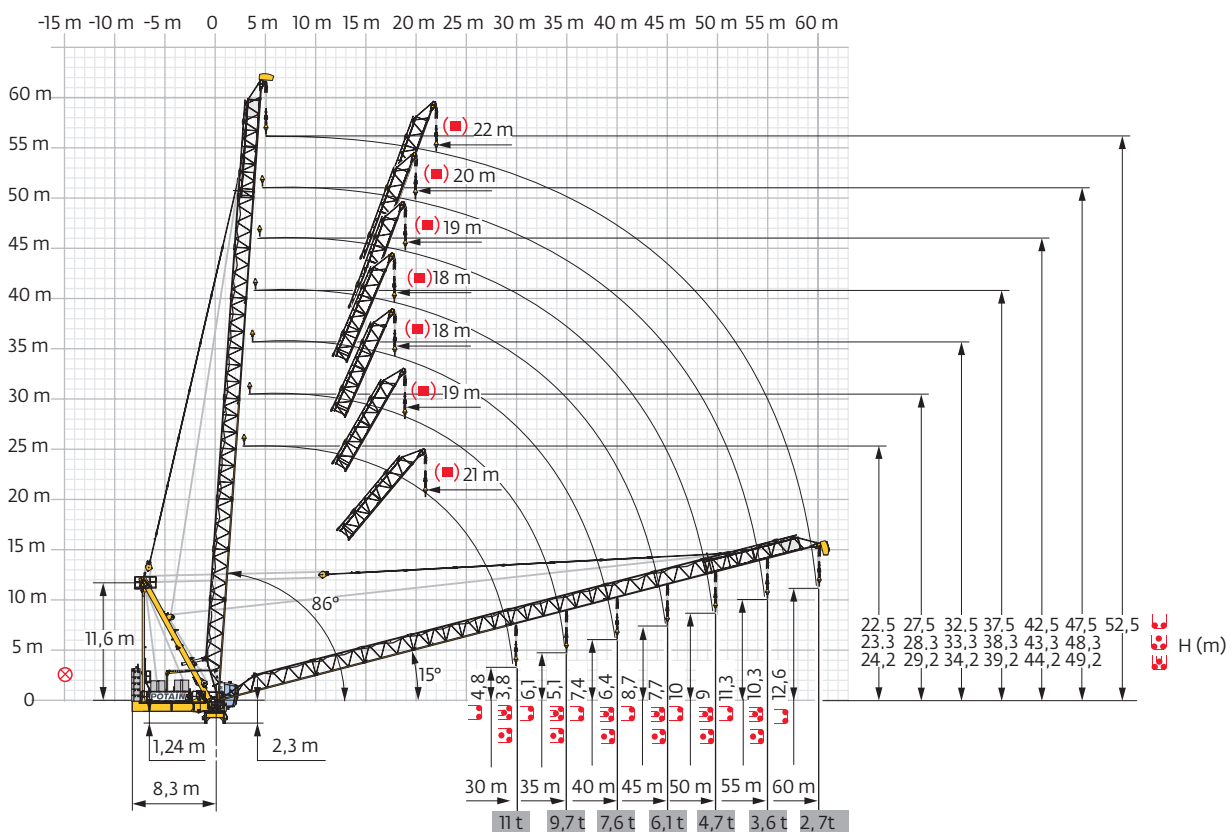 -15 m -10 m -5 m 0 5 m 10 m 15 m 20 m 25 m 30 m 35 m 40 m 45 m 50 m 55 m 60 m
60 m
22 m
55 m
20 m
50 m
19 m
45 m
18 m
40 m
18 m
35 m
19 m
30 m
25 m
21 m
20 m
15 m
10 m
86°
11,6 m
5 m
15°
0
POTAIN
22,5 27,5 32,5 37,5 42,5 47,5 52,5
23,3 28,3 33,3 38,3 43,3 48,3
24,2 29,2 34,2 39,2 44,2 49,2
H (m)
4,8 3,8 6,1 5,1 7,4 6,4 8,7 7,7 10 9 11,3 10,3 12,6
1,24 m 2,3 m
8,3 m
30 m 35 m 40 m 45 m 50 m 55 m 60 m
11 t 9,7 t 7,6 t 6,1 t 4,7 t 3,6 t 2,7t